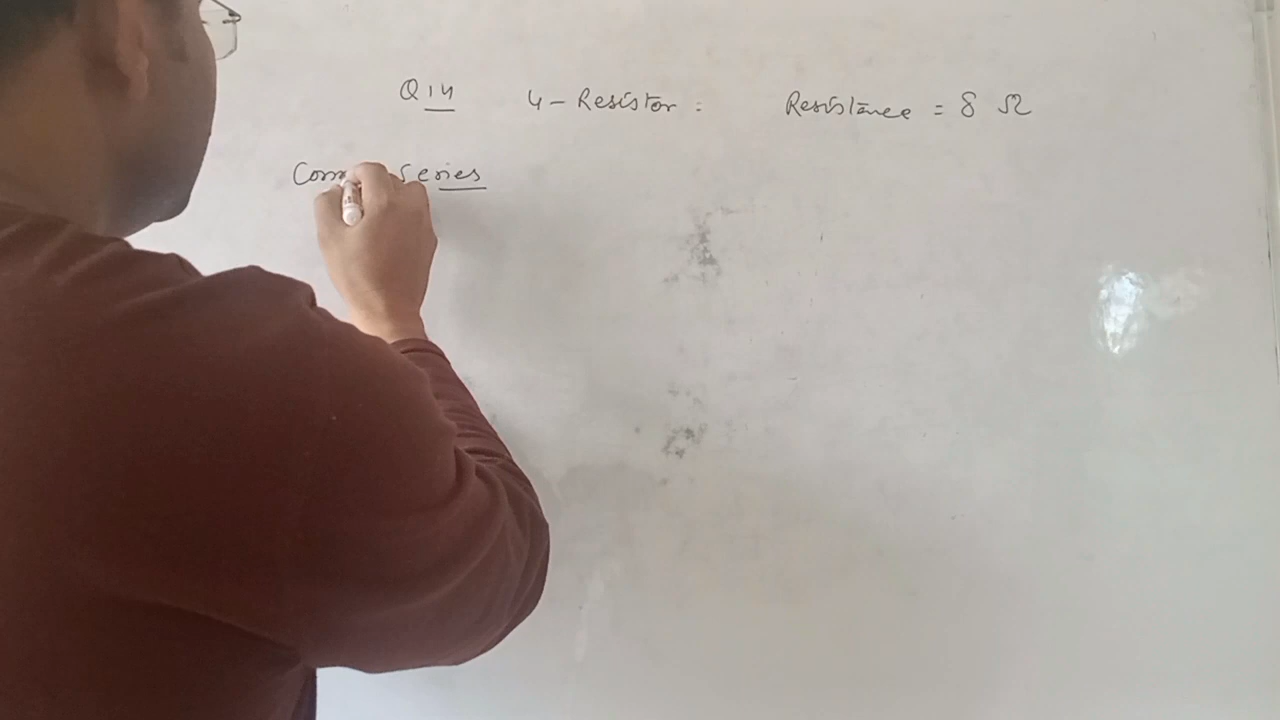 Q14 4-Resistor: Resistance = 8 Ω
Series